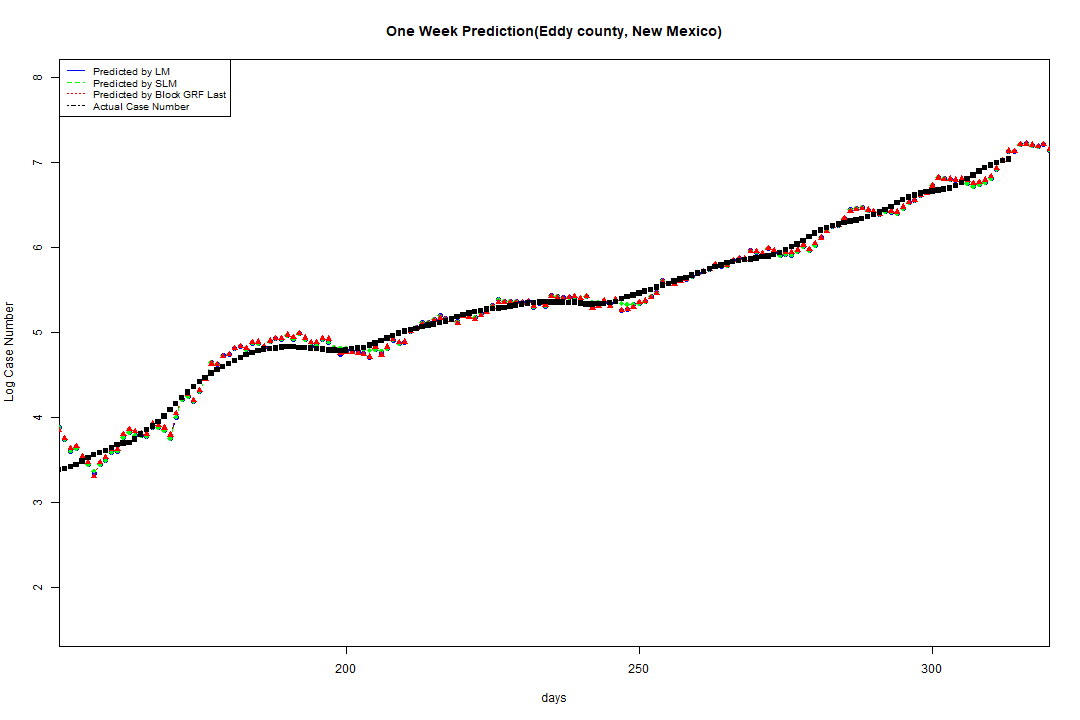 One Week Prediction(Eddy county, New Mexico)
Predicted by LM
Predicted by SLM
Predicted by Block GRF Last
Actual Case Number
8
7
6
5
4
3
2
Log Case Number
200
250
300
days